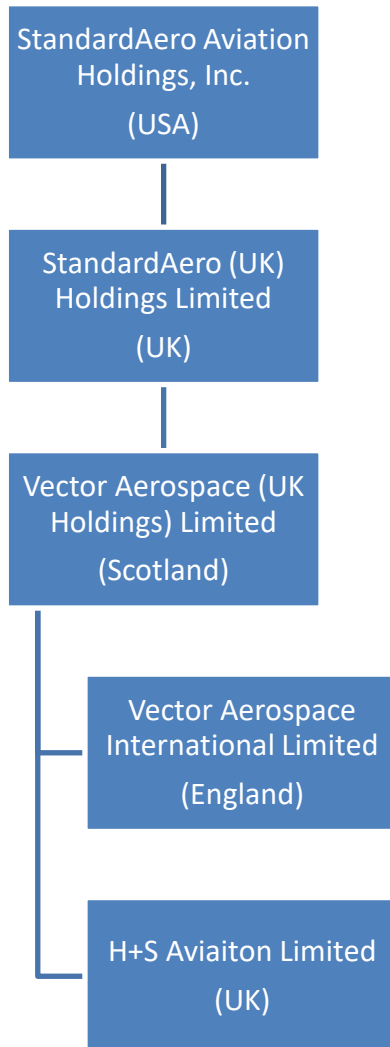 StandardAero Aviation
Holdings, Inc.
(USA)
StandardAero (UK)
Holdings Limited
(UK)
Vector Aerospace (UK
Holdings) Limited
(Scotland)
Vector Aerospace
International Limited
(England)
H+S Aviaiton Limited
(UK)